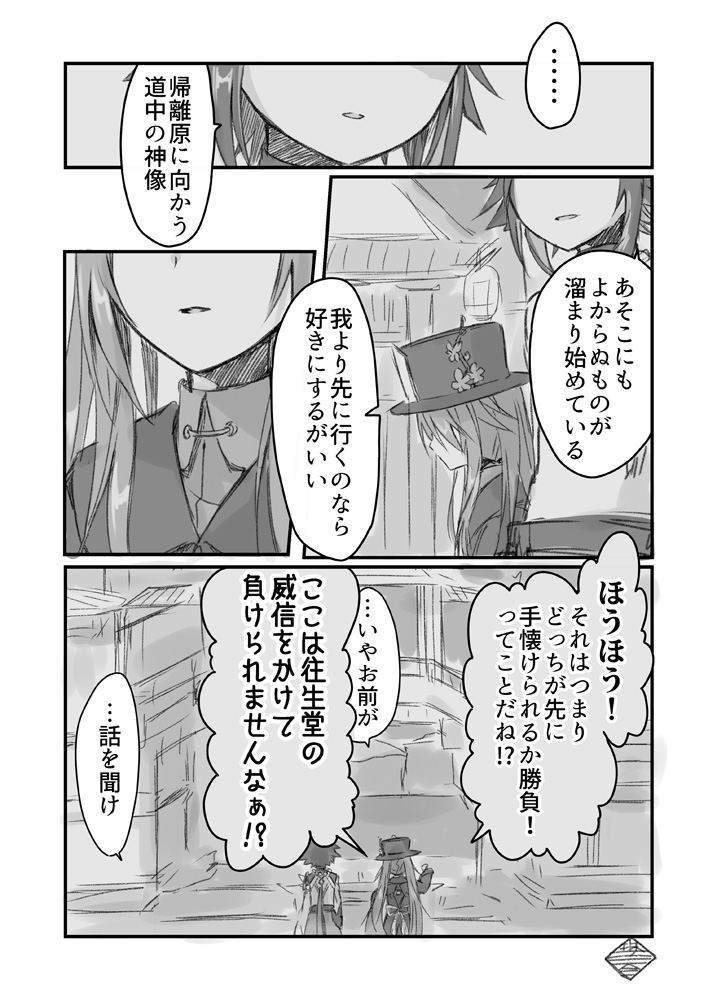 ……
帰離原に向かう
道中の神像
あそこにも
よからぬものが
溜まり始めている
我より先に行くのなら
好きにするがいい
ほうほう！
それはつまり
どっちが先に
手懐けられるか勝負！
ってことだね!?
…いやお前が
ここは往生堂の
威信をかけて
負けられませんなぁ!?
…話を聞け